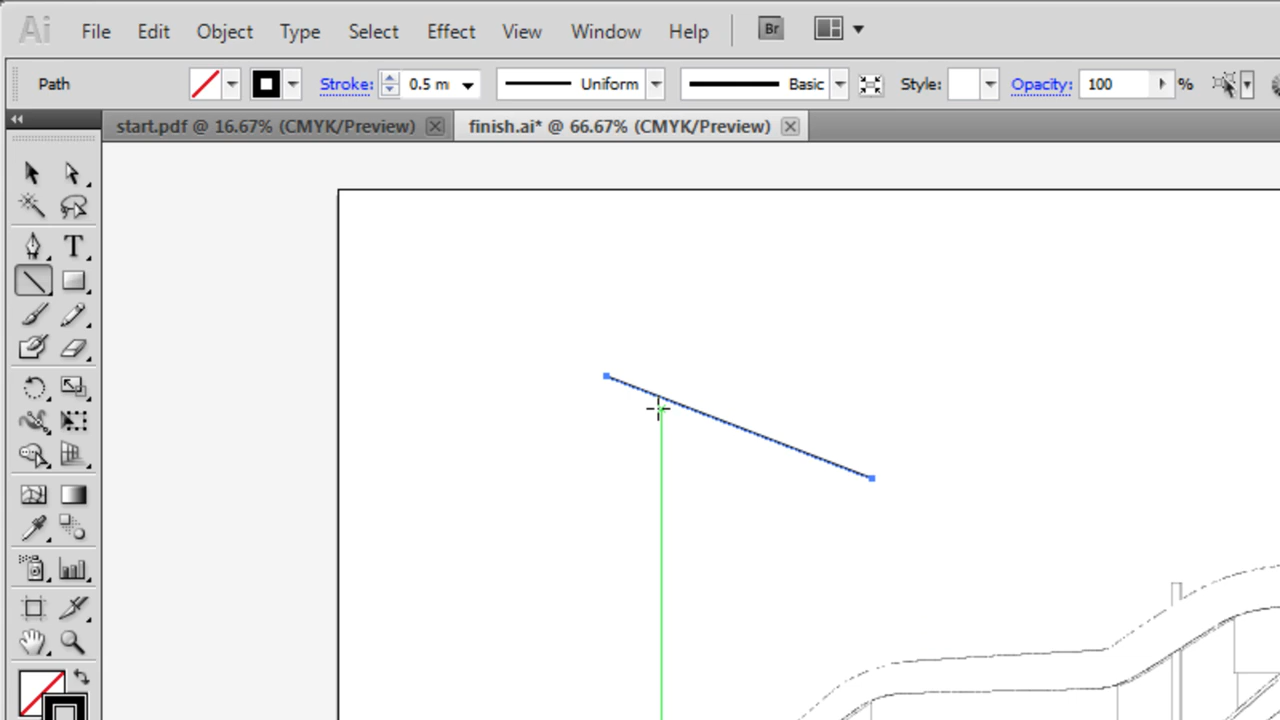 Ai File Edit Object Type Select Effect View Window Help Br
Path Stroke: 0.5 m Uniform Basic Style: Opacity: 100 %
start.pdf @ 16.67% (CMYK/Preview) finish.ai* @ 66.67% (CMYK/Preview)
T